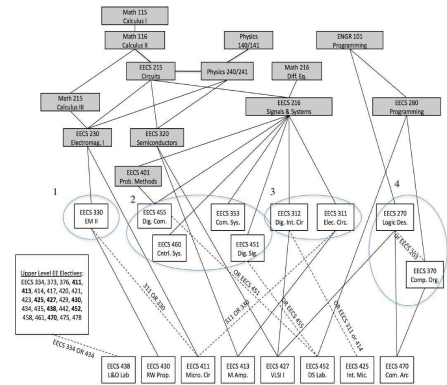 Math 115
Calculus I
Math 116
Calculus II
Physics
140/141
ENGR 101
Programming
EECS 215
Circuits
Physics 240/241
Math 216
Diff. Eq.
Math 215
Calculus III
EECS 216
Signals & Systems
EECS 280
Programming
EECS 230
Electromag. I
EECS 320
Semiconductors
EECS 401
Prob. Methods
1
2
3
4
EECS 330
EM II
EECS 455
Dig. Com.
EECS 353
Com. Sys.
EECS 312
Dig. Int. Cir
EECS 311
Elec. Circ.
EECS 270
Logic Des.
EECS 460
Cntrl. Sys.
EECS 451
Dig. Sig
or EECS 203
EECS 370
Comp. Org.
Upper Level EE Electives:
EECS 334, 373, 376, 411,
413, 414, 417, 420, 421,
423, 425, 427, 429, 430,
434, 435, 438, 442, 452,
458, 461, 470, 475, 478
311 OR 330
OR EECS 451
311 OR 330
OR EECS 455
OR EECS 311 or 414
EECS 334 OR 434
EECS 438
L&O Lab
EECS 430
RW Prop.
EECS 411
Micro. Cir
EECS 413
M.Amp.
EECS 427
VLSI I
EECS 452
DS Lab.
EECS 425
Int. Mic.
EECS 470
Com. Arc